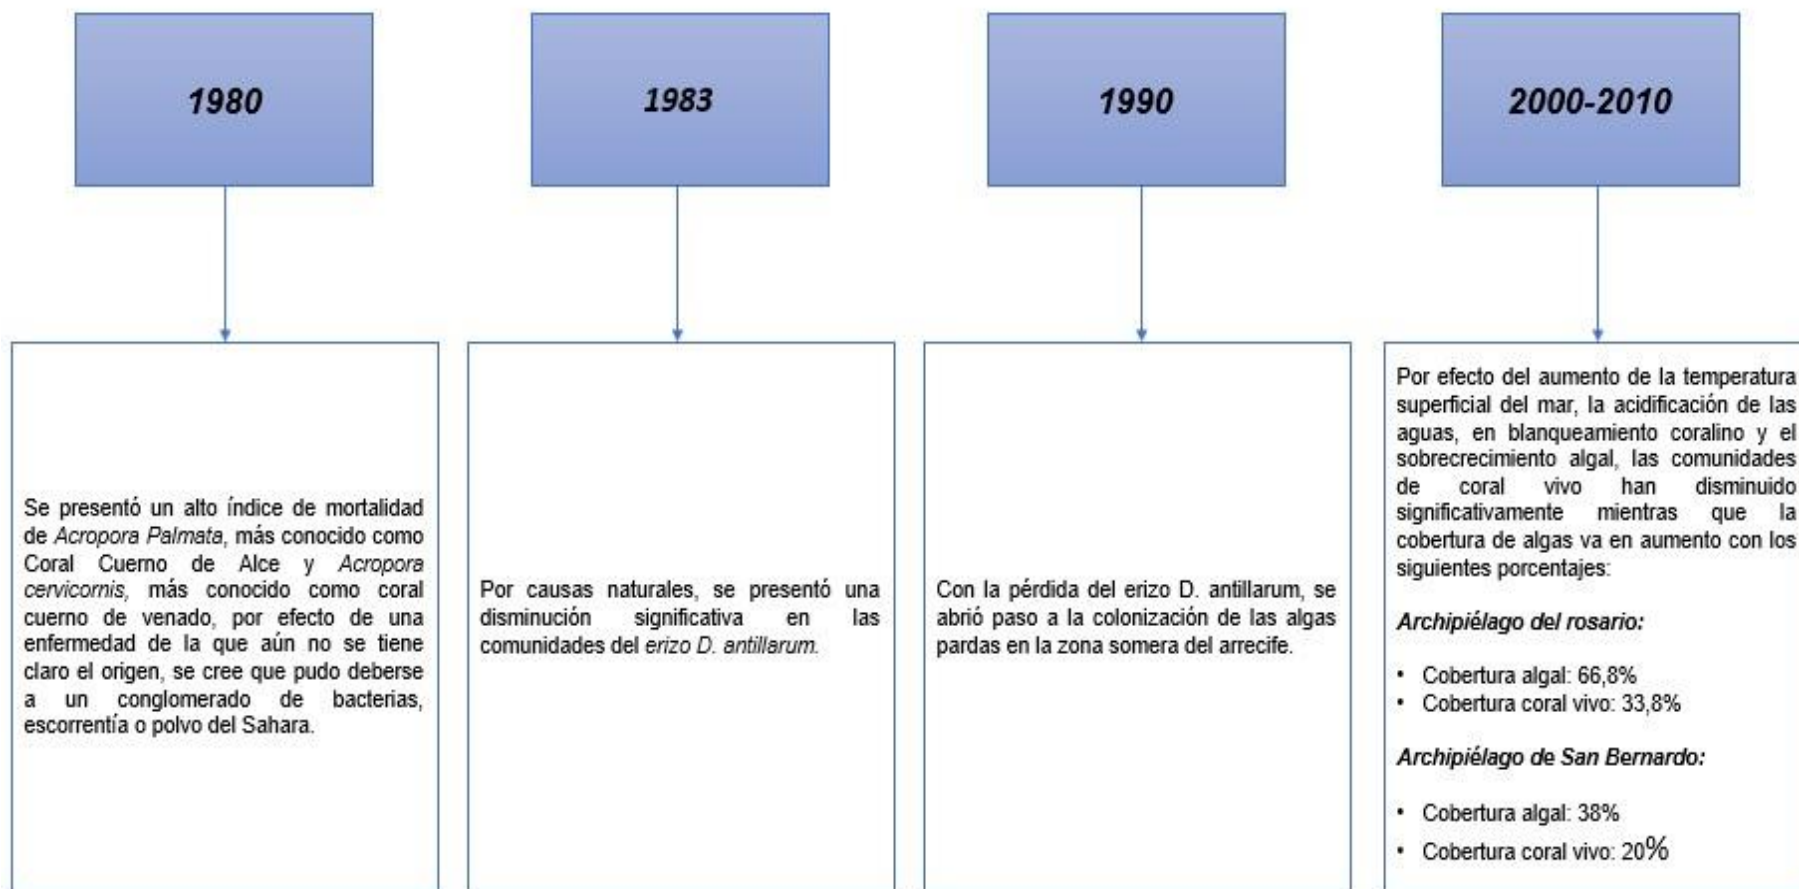 1980
Se presentó un alto índice de mortalidad
de Acropora Palmata, más conocido como
Coral Cuerno de Alce y Acropora
cervicornis, más conocido como coral
cuerno de venado, por efecto de una
enfermedad de la que aún no se tiene
claro el origen, se cree que pudo deberse
a un conglomerado de bacterias,
escorrentía o polvo del Sahara.
1983
Por causas naturales, se presentó una
disminución significativa en las
comunidades del erizo D. antillarum.
1990
Con la pérdida del erizo D. antillarum, se
abrió paso a la colonización de las algas
pardas en la zona somera del arrecife.
2000-2010
Por efecto del aumento de la temperatura
superficial del mar, la acidificación de las
aguas, en blanqueamiento coralino y el
sobrecrecimiento algal, las comunidades
de coral vivo han disminuido
significativamente mientras que la
cobertura de algas va en aumento con los
siguientes porcentajes:
Archipiélago del rosario:
• Cobertura algal: 66,8%
• Cobertura coral vivo: 33,8%
Archipiélago de San Bernardo:
• Cobertura algal: 38%
• Cobertura coral vivo: 20%